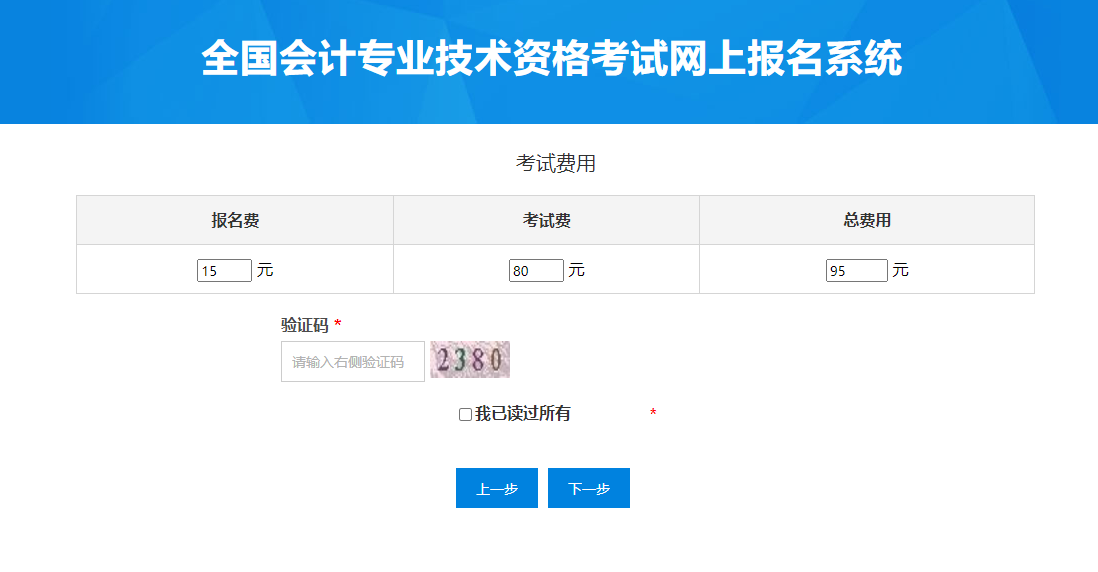 全国会计专业技术资格考试网上报名系统
考试费用
报名费 考试费 总费用
15 元 80 元 95 元
验证码 *
请输入右侧验证码 2380
我已读过所有 *
上一步 下一步